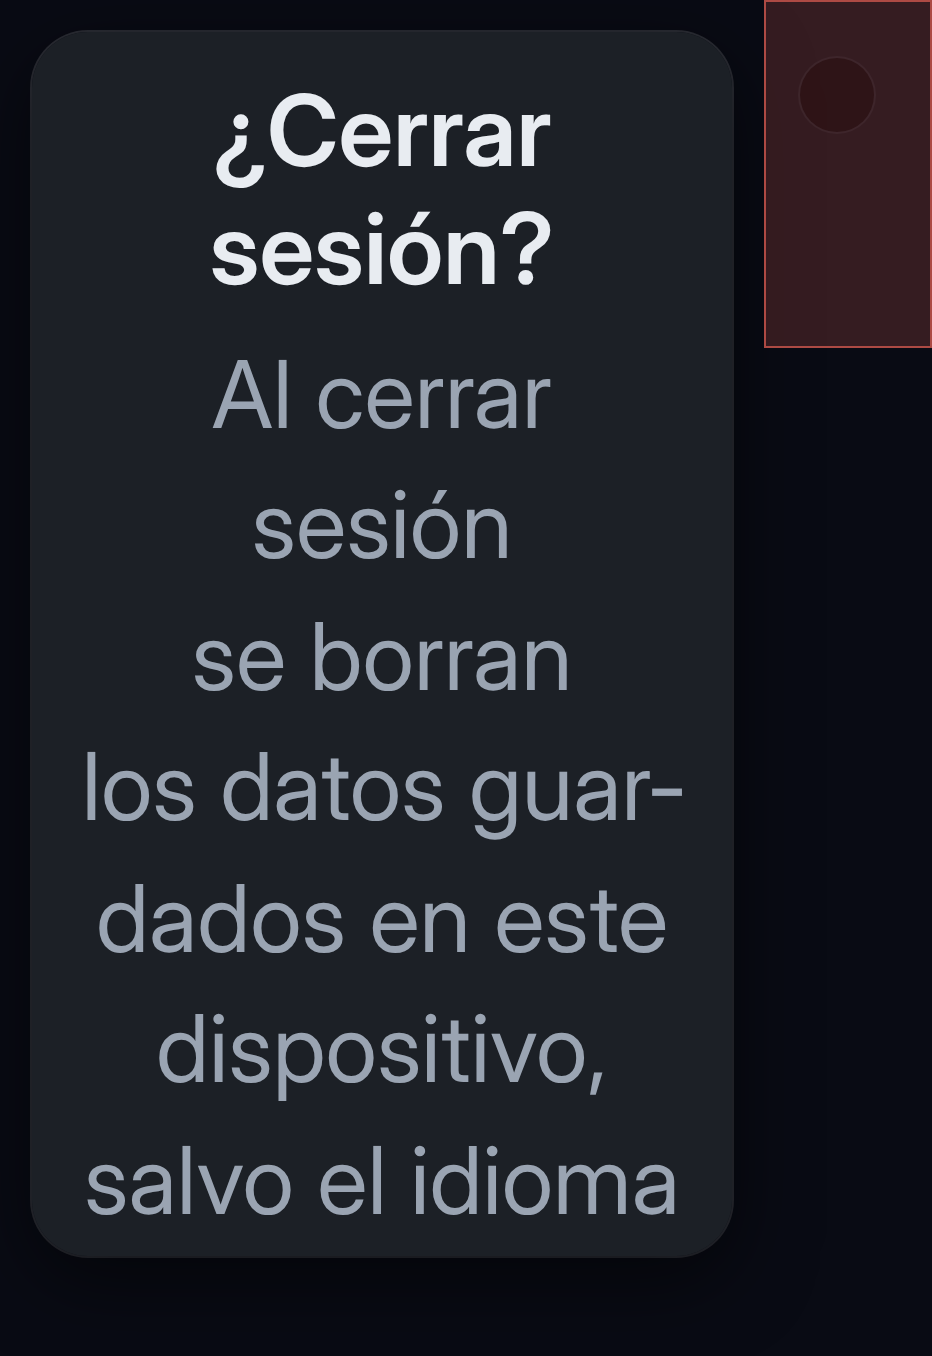 ¿Cerrar
sesión?
Al cerrar
sesión
se borran
los datos guar-
dados en este
dispositivo,
salvo el idioma